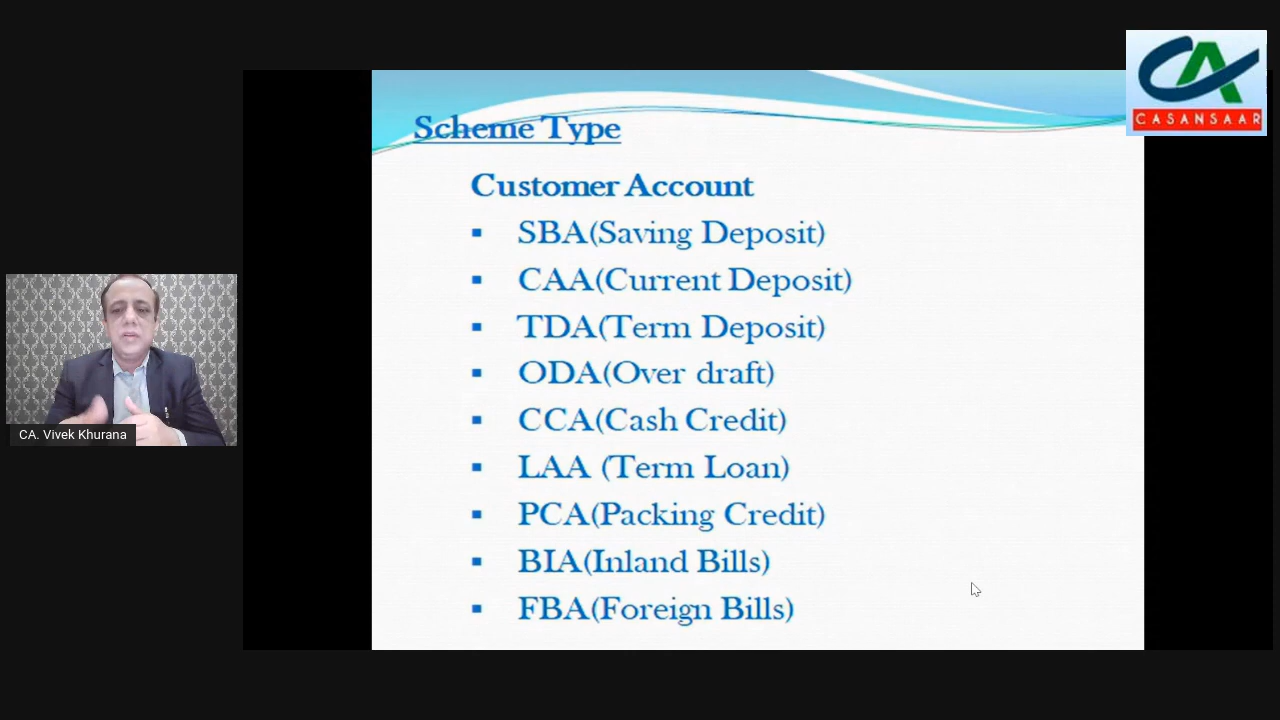 CASANSAAR
Scheme Type
Customer Account
▪ SBA(Saving Deposit)
▪ CAA(Current Deposit)
▪ TDA(Term Deposit)
▪ ODA(Over draft)
▪ CCA(Cash Credit)
▪ LAA (Term Loan)
▪ PCA(Packing Credit)
▪ BIA(Inland Bills)
▪ FBA(Foreign Bills)
CA. Vivek Khurana